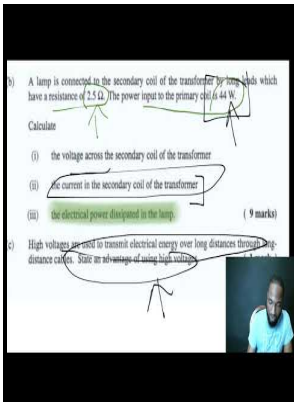 b) A lamp is connected to the secondary coil of the transformer by long leads which
have a resistance of 2.5 Ω. The power input to the primary coil is 44 W.
Calculate
(i) the voltage across the secondary coil of the transformer
(ii) the current in the secondary coil of the transformer
(iii) the electrical power dissipated in the lamp. ( 9 marks)
c) High voltages are used to transmit electrical energy over long distances through long-
distance cables. State an advantage of using high voltages.